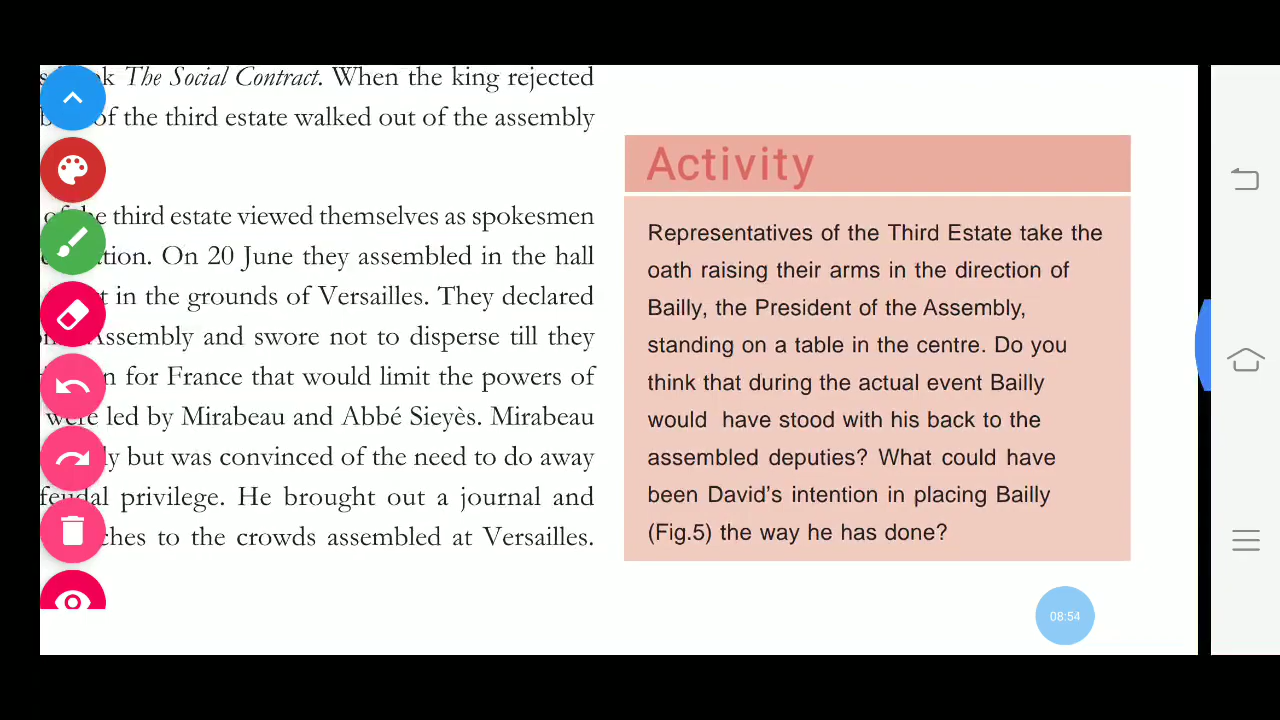 k The Social Contract. When the king rejected
of the third estate walked out of the assembly
of the third estate viewed themselves as spokesmen
tion. On 20 June they assembled in the hall
t in the grounds of Versailles. They declared
Assembly and swore not to disperse till they
n for France that would limit the powers of
were led by Mirabeau and Abbé Sieyès. Mirabeau
y but was convinced of the need to do away
feudal privilege. He brought out a journal and
ches to the crowds assembled at Versailles.
Activity
Representatives of the Third Estate take the
oath raising their arms in the direction of
Bailly, the President of the Assembly,
standing on a table in the centre. Do you
think that during the actual event Bailly
would have stood with his back to the
assembled deputies? What could have
been David's intention in placing Bailly
(Fig.5) the way he has done?
08:54